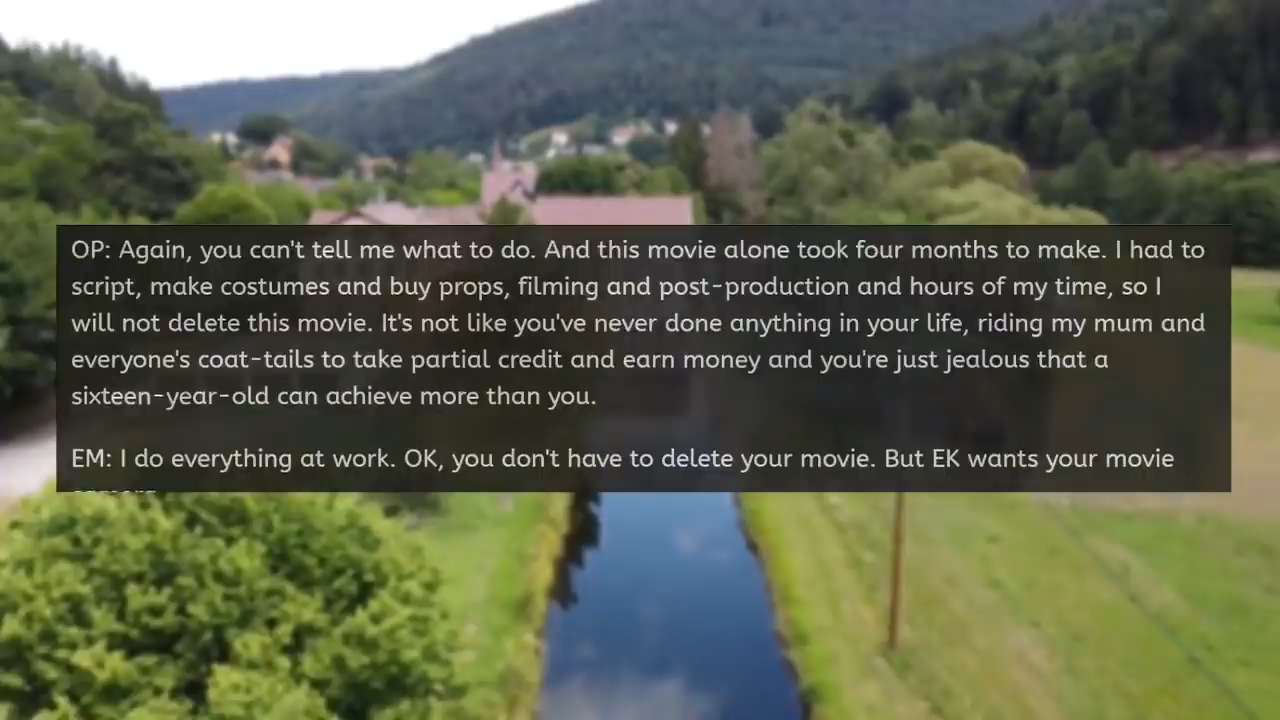 OP: Again, you can't tell me what to do. And this movie alone took four months to make. I had to
script, make costumes and buy props, filming and post-production and hours of my time, so I
will not delete this movie. It's not like you've never done anything in your life, riding my mum and
everyone's coat-tails to take partial credit and earn money and you're just jealous that a
sixteen-year-old can achieve more than you.
EM: I do everything at work. OK, you don't have to delete your movie. But EK wants your movie